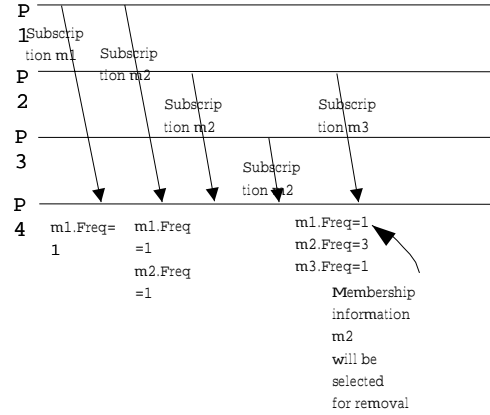 P
1
Subscrip
tion m1
Subscrip
tion m2
P
2
Subscrip
tion m2
Subscrip
tion m3
P
3
Subscrip
tion m2
P
4
m1.Freq=
1
m1.Freq
=1
m2.Freq
=1
m1.Freq=1
m2.Freq=3
m3.Freq=1
Membership
information
m2
will be
selected
for removal